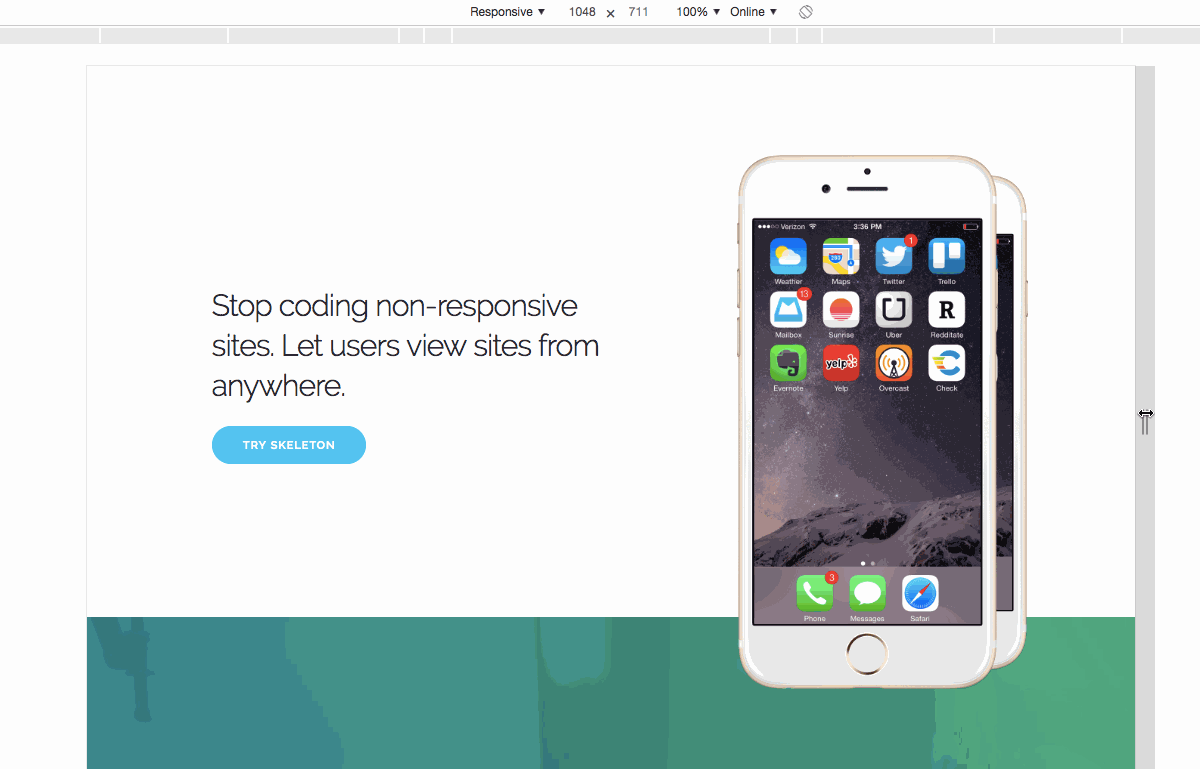 Responsive ▼ 1048 × 711 100% ▼ Online ▼
Verizon 3:36 PM
280
1
Weather Maps Twitter Trello
13
R
Mailbox Sunrise Uber Redditate
yelp
Evernote Yelp Overcast Check
Stop coding non-responsive
sites. Let users view sites from
anywhere.
TRY SKELETON
3
Phone Messages Safari